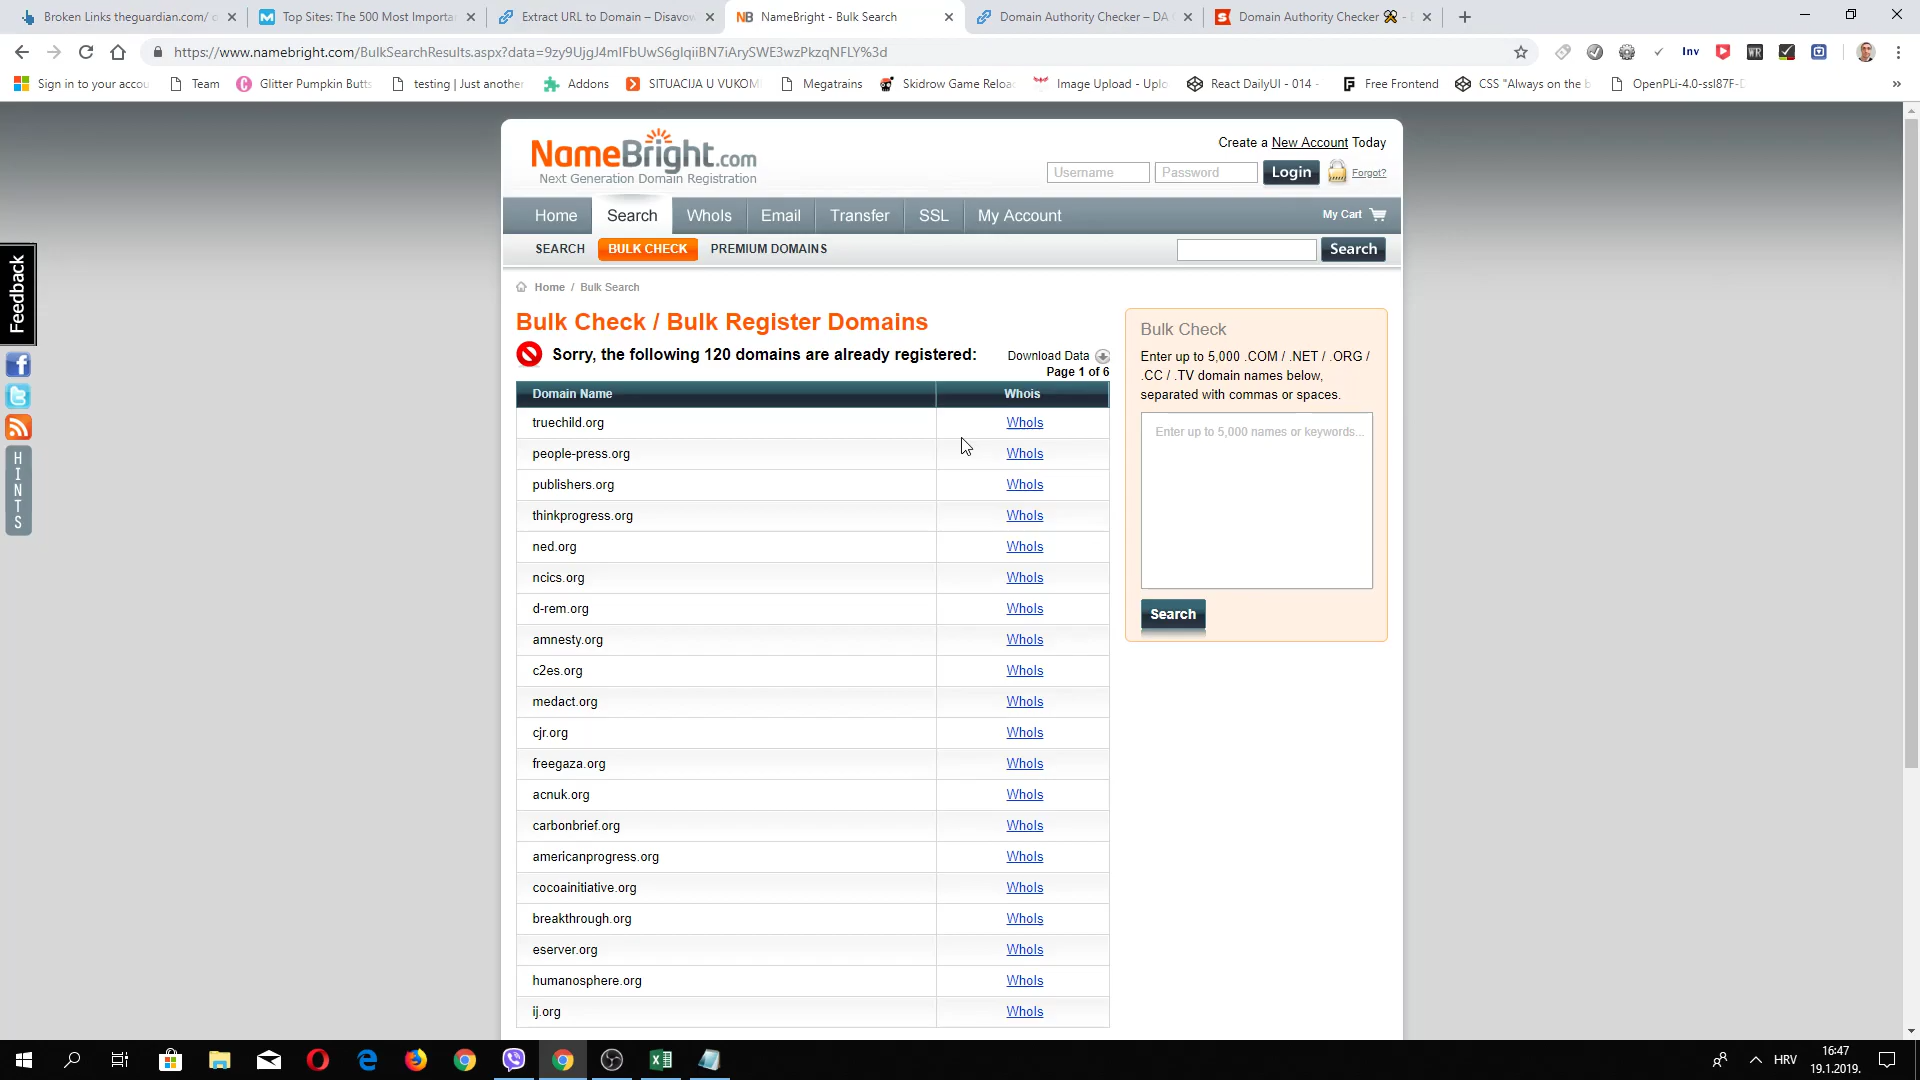 Broken Links theguardian.com/
Top Sites: The 500 Most Importa
Extract URL to Domain – Disavow
NB NameBright - Bulk Search
Domain Authority Checker – DA
Domain Authority Checker
https://www.namebright.com/BulkSearchResults.aspx?data=9zy9UjgJ4mIFbUwS6glqiiBN7iArySWE3wzPkzqNFLY%3d
Inv
WR
Sign in to your accou
Team
Glitter Pumpkin Butts
testing | Just another
Addons
SITUACIJA U VUKOM
Megatrains
Skidrow Game Reloa
Image Upload - Uplo
React DailyUI - 014 -
Free Frontend
CSS "Always on the b
OpenPLi-4.0-ssl87F-D
»
NameBright.com
Next Generation Domain Registration
Create a New Account Today
Username
Password
Login
Forgot?
Home
Search
WhoIs
Email
Transfer
SSL
My Account
My Cart
SEARCH
BULK CHECK
PREMIUM DOMAINS
Search
Feedback
HINTS
Home / Bulk Search
Bulk Check / Bulk Register Domains
Sorry, the following 120 domains are already registered:
Download Data
Page 1 of 6
Domain Name Whois
truechild.org WhoIs
people-press.org WhoIs
publishers.org WhoIs
thinkprogress.org WhoIs
ned.org WhoIs
ncics.org WhoIs
d-rem.org WhoIs
amnesty.org WhoIs
c2es.org WhoIs
medact.org WhoIs
cjr.org WhoIs
freegaza.org WhoIs
acnuk.org WhoIs
carbonbrief.org WhoIs
americanprogress.org WhoIs
cocoainitiative.org WhoIs
breakthrough.org WhoIs
eserver.org WhoIs
humanosphere.org WhoIs
ij.org WhoIs
Bulk Check
Enter up to 5,000 .COM / .NET / .ORG /
.CC / .TV domain names below,
separated with commas or spaces.
Enter up to 5,000 names or keywords...
Search
HRV
16:47
19.1.2019.